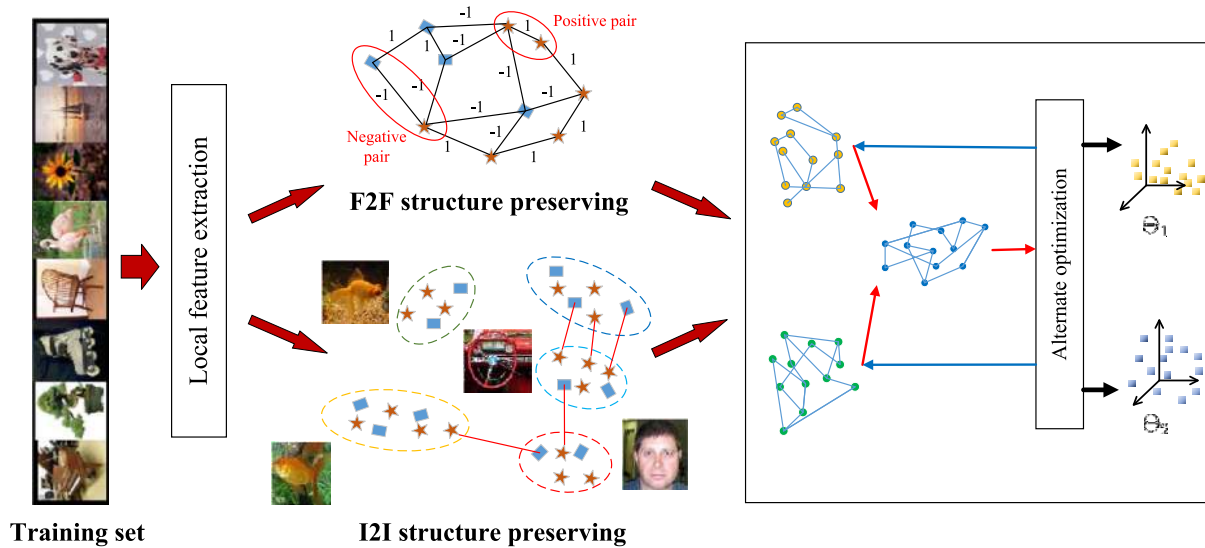 -1
Positive pair
1
-1
1
1
-1
-1
-1
1
-1
-1
-1
-1
1
Negative
pair
1
1
F2F structure preserving
Local feature extraction
I2I structure preserving
Training set
Alternate optimization
Θ₁
Θ₂